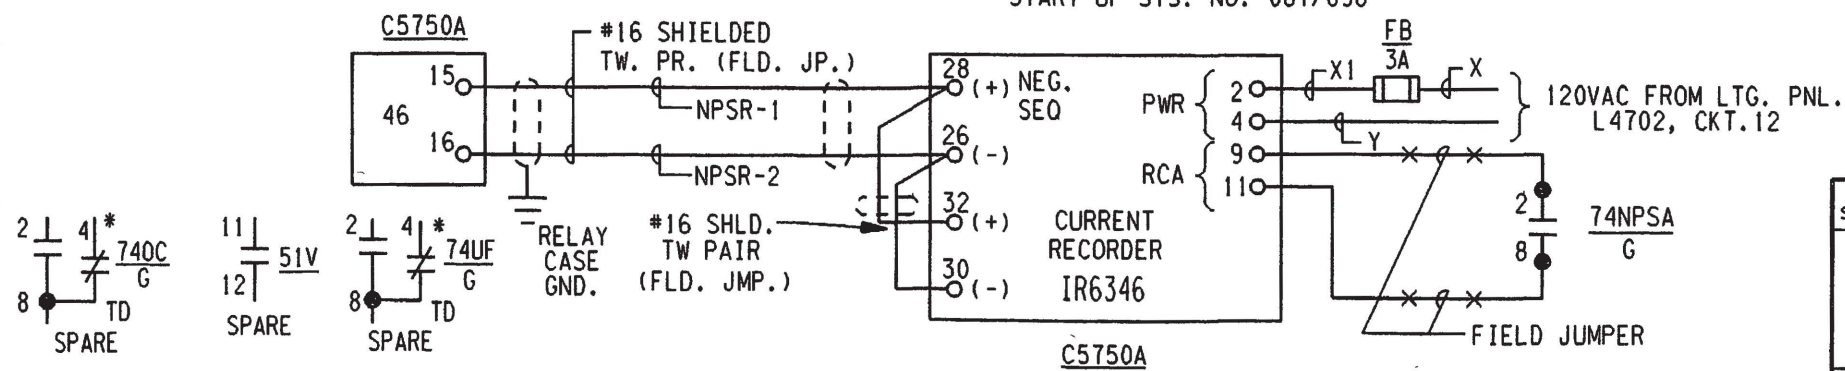 C5750A
46
15
16
#16 SHIELDED
TW. PR. (FLD. JP.)
NPSR-1
NPSR-2
RELAY
CASE
GND.
#16 SHLD.
TW PAIR
(FLD. JMP.)
28
(+) NEG.
SEQ
26
(-)
32
(+)
30
(-)
CURRENT
RECORDER
IR6346
C5750A
PWR
2
4
RCA
9
11
X1
FB
3A
X
Y
120VAC FROM LTG. PNL.
L4702, CKT.12
2
8
74NPSA
G
FIELD JUMPER
2
4 *
740C
G
8
TD
SPARE
11
12
51V
SPARE
2
4 *
74UF
G
8
TD
SPARE